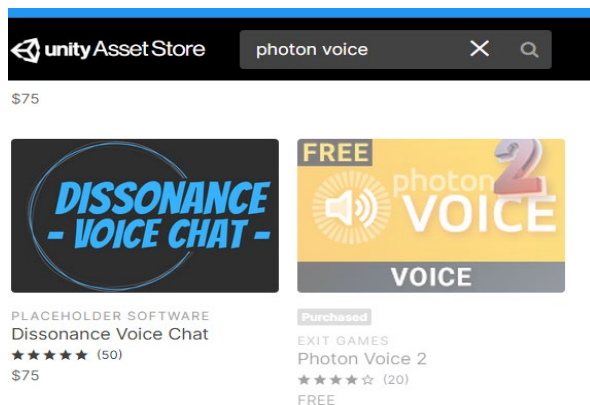 unity Asset Store
photon voice
$75
DISSONANCE
- VOICE CHAT -
PLACEHOLDER SOFTWARE
Dissonance Voice Chat
★★★★★ (50)
$75
FREE
photon 2
VOICE
VOICE
Purchased
EXIT GAMES
Photon Voice 2
★★★★☆ (20)
FREE